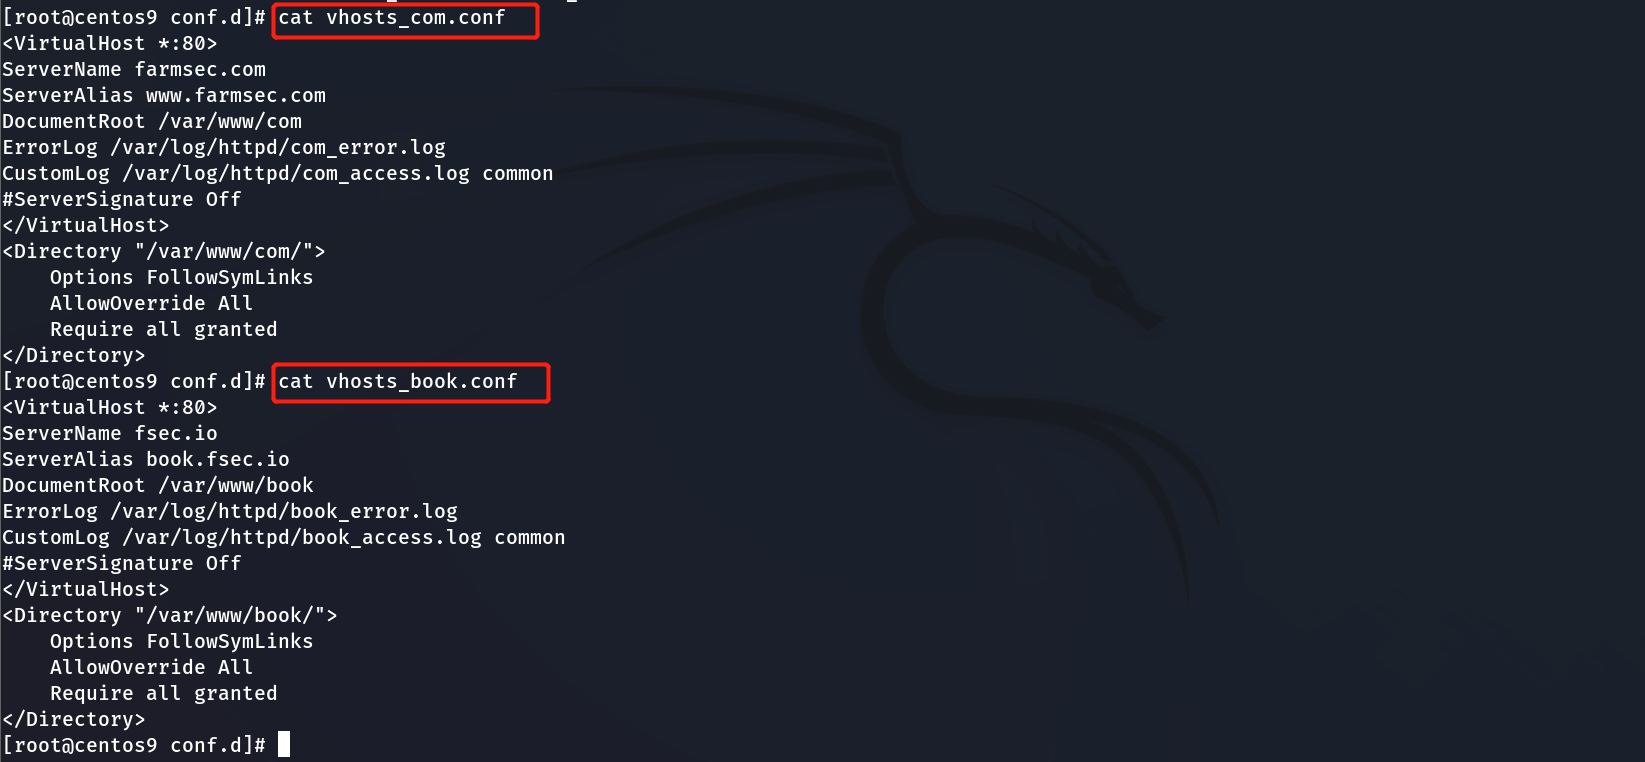 [root@centos9 conf.d]# cat vhosts_com.conf
<VirtualHost *:80>
ServerName farmsec.com
ServerAlias www.farmsec.com
DocumentRoot /var/www/com
ErrorLog /var/log/httpd/com_error.log
CustomLog /var/log/httpd/com_access.log common
#ServerSignature Off
</VirtualHost>
<Directory "/var/www/com/">
    Options FollowSymLinks
    AllowOverride All
    Require all granted
</Directory>
[root@centos9 conf.d]# cat vhosts_book.conf
<VirtualHost *:80>
ServerName fsec.io
ServerAlias book.fsec.io
DocumentRoot /var/www/book
ErrorLog /var/log/httpd/book_error.log
CustomLog /var/log/httpd/book_access.log common
#ServerSignature Off
</VirtualHost>
<Directory "/var/www/book/">
    Options FollowSymLinks
    AllowOverride All
    Require all granted
</Directory>
[root@centos9 conf.d]#